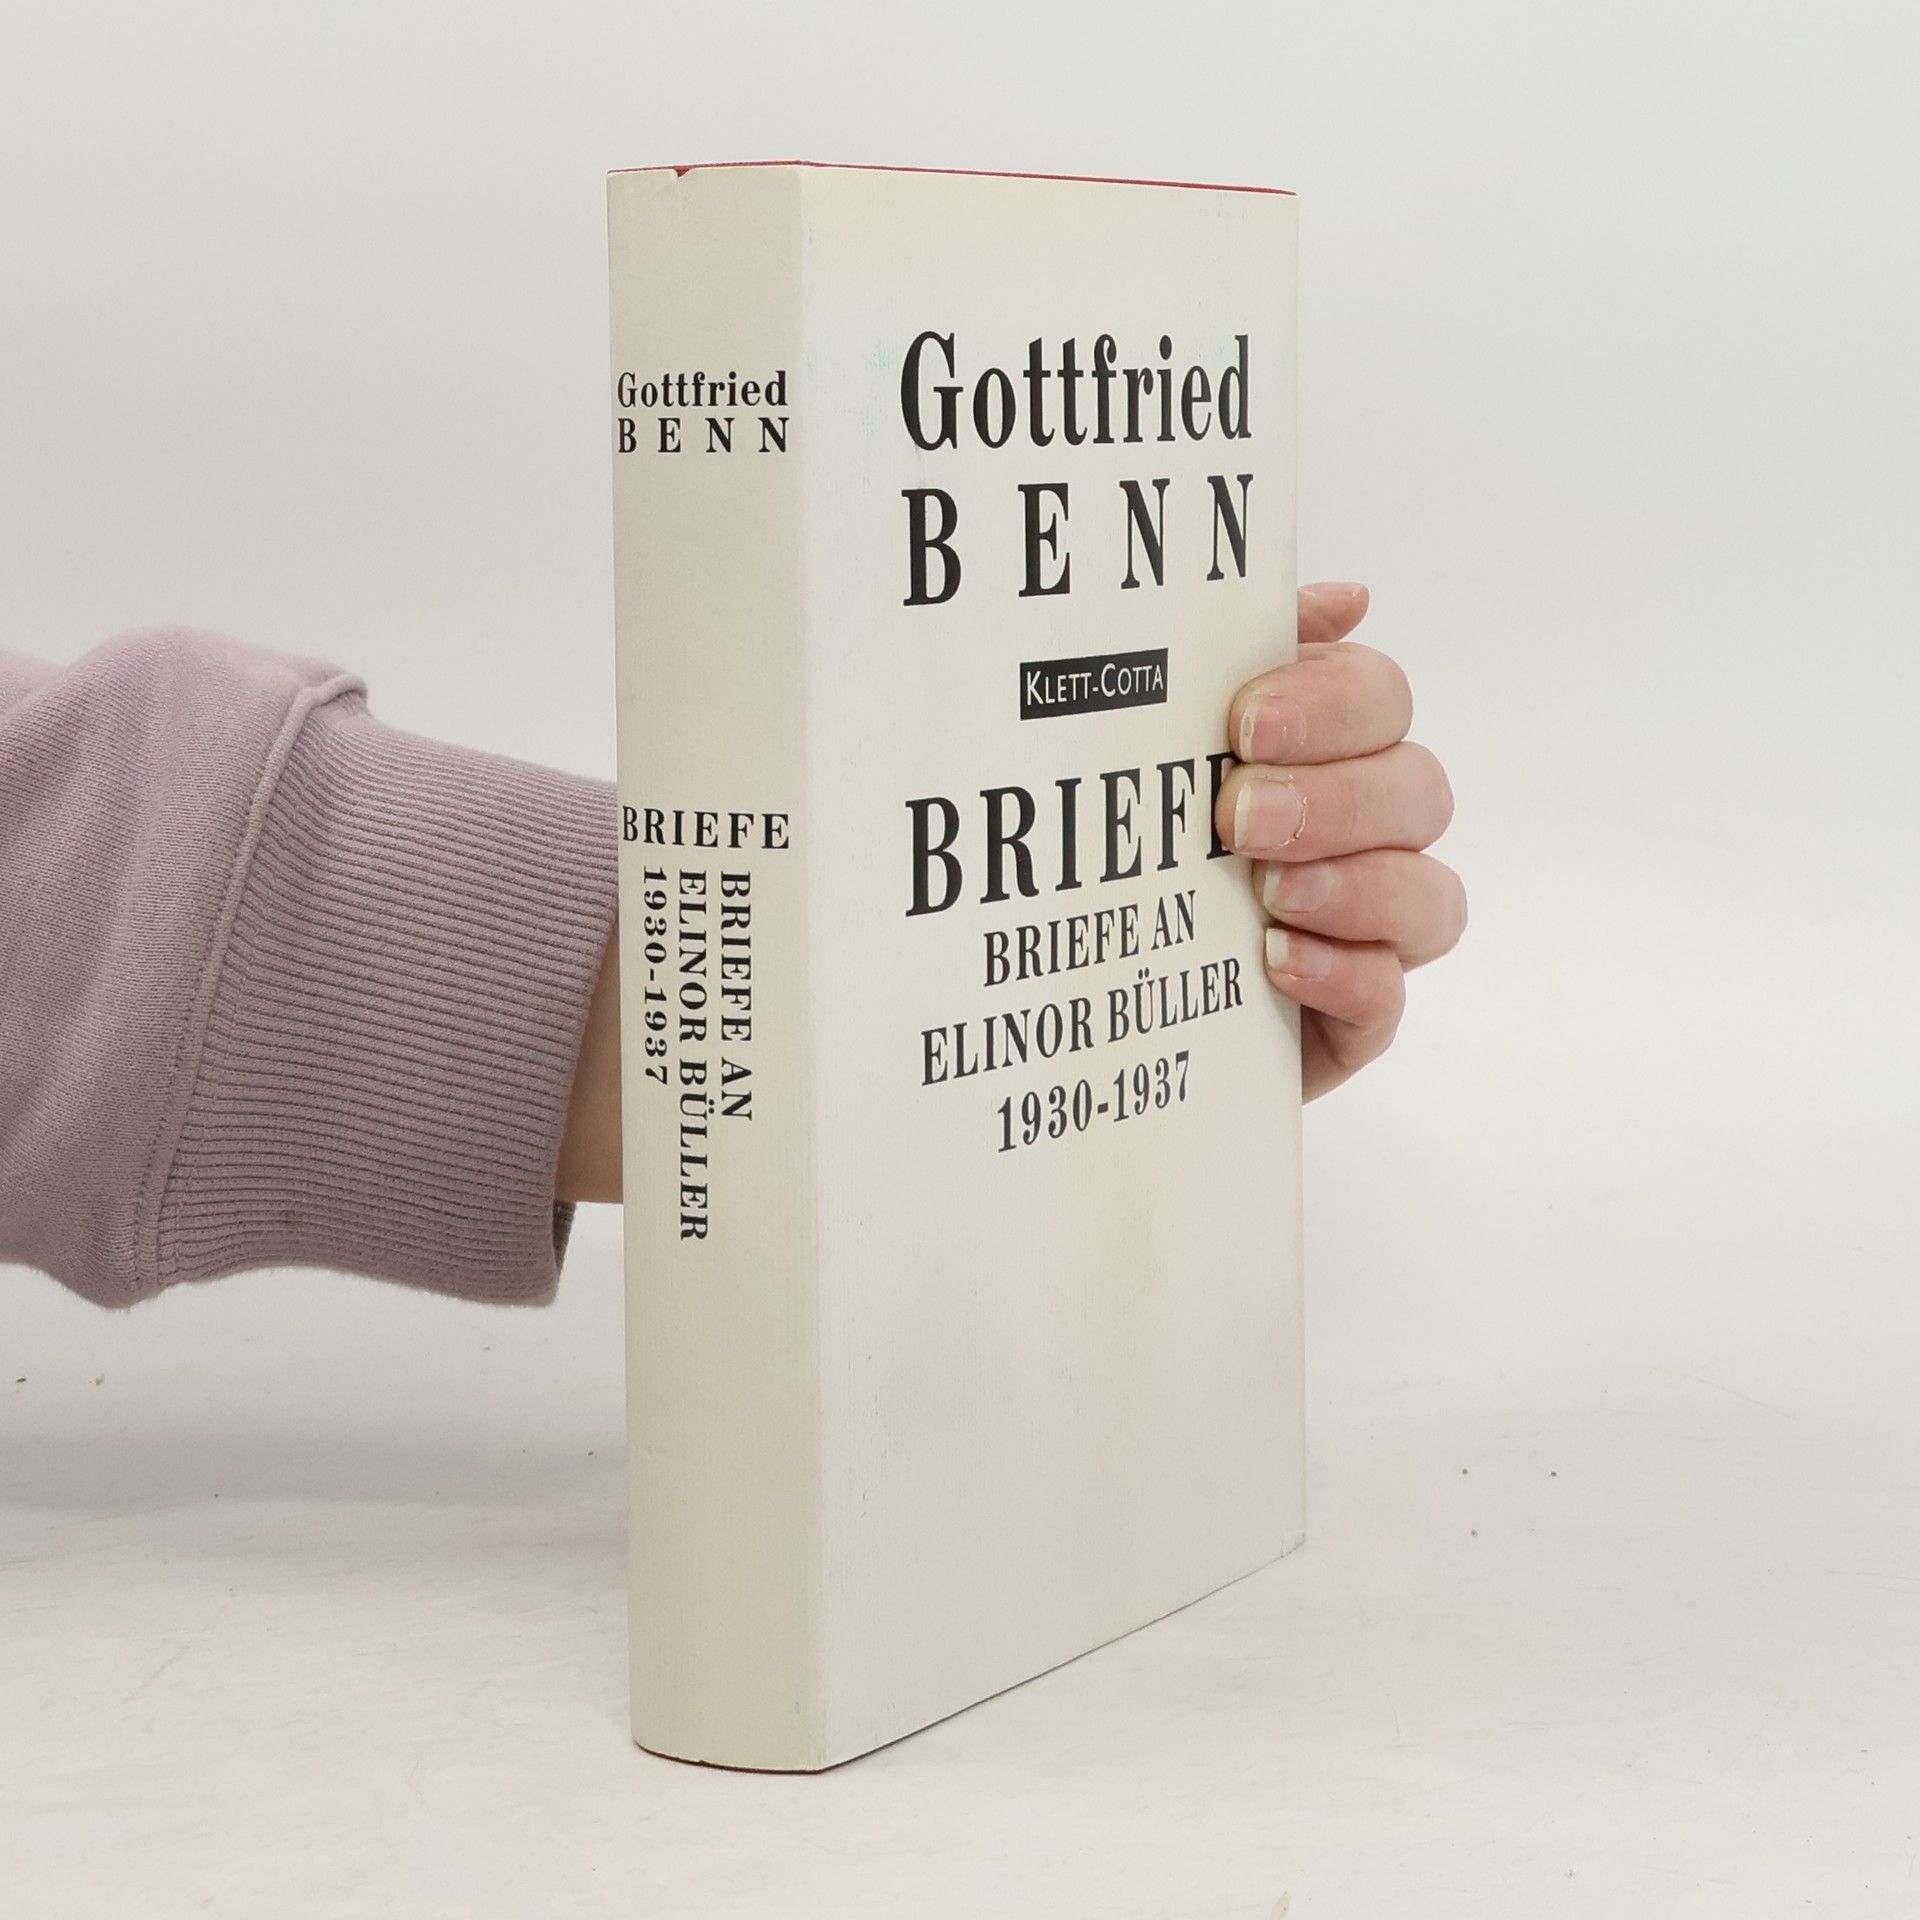 Gottfried
BENN
BRIEFE
BRIEFE AN
ELINOR BÜLLER
1930-1937
Gottfried
BENN
KLETT-COTTA
BRIEFE
BRIEFE AN
ELINOR BÜLLER
1930-1937